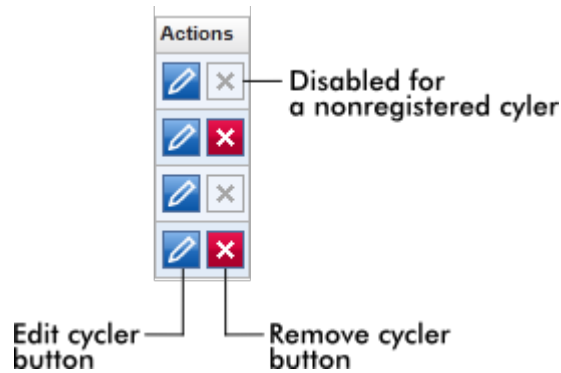 Actions
Disabled for
a nonregistered cyler
Edit cycler
button
Remove cycler
button